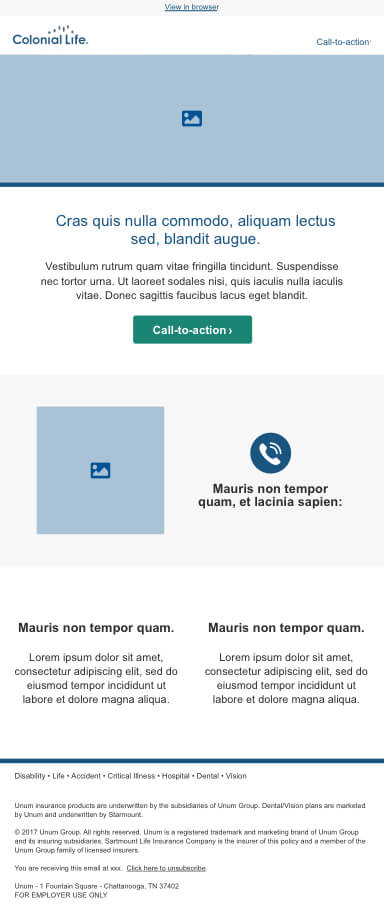 View in browser
Colonial Life.
Call-to-action
Cras quis nulla commodo, aliquam lectus
sed, blandit augue.
Vestibulum rutrum quam vitae fringilla tincidunt. Suspendisse
nec tortor urna. Ut laoreet sodales nisi, quis iaculis nulla iaculis
vitae. Donec sagittis faucibus lacus eget blandit.
Call-to-action ›
Mauris non tempor
quam, et lacinia sapien:
Mauris non tempor quam.
Lorem ipsum dolor sit amet,
consectetur adipiscing elit, sed do
eiusmod tempor incididunt ut
labore et dolore magna aliqua.
Mauris non tempor quam.
Lorem ipsum dolor sit amet,
consectetur adipiscing elit, sed do
eiusmod tempor incididunt ut
labore et dolore magna aliqua.
Disability • Life • Accident • Critical Illness • Hospital • Dental • Vision
Unum insurance products are underwritten by the subsidiaries of Unum Group. Dental/Vision plans are marketed
by Unum and underwritten by Starmount.
© 2017 Unum Group. All rights reserved. Unum is a registered trademark and marketing brand of Unum Group
and its insuring subsidiaries. Sartmount Life Insurance Company is the insurer of this policy and a member of the
Unum Group family of licensed insurers.
You are receiving this email at xxx. Click here to unsubscribe.
Unum - 1 Fountain Square - Chattanooga, TN 37402
FOR EMPLOYER USE ONLY